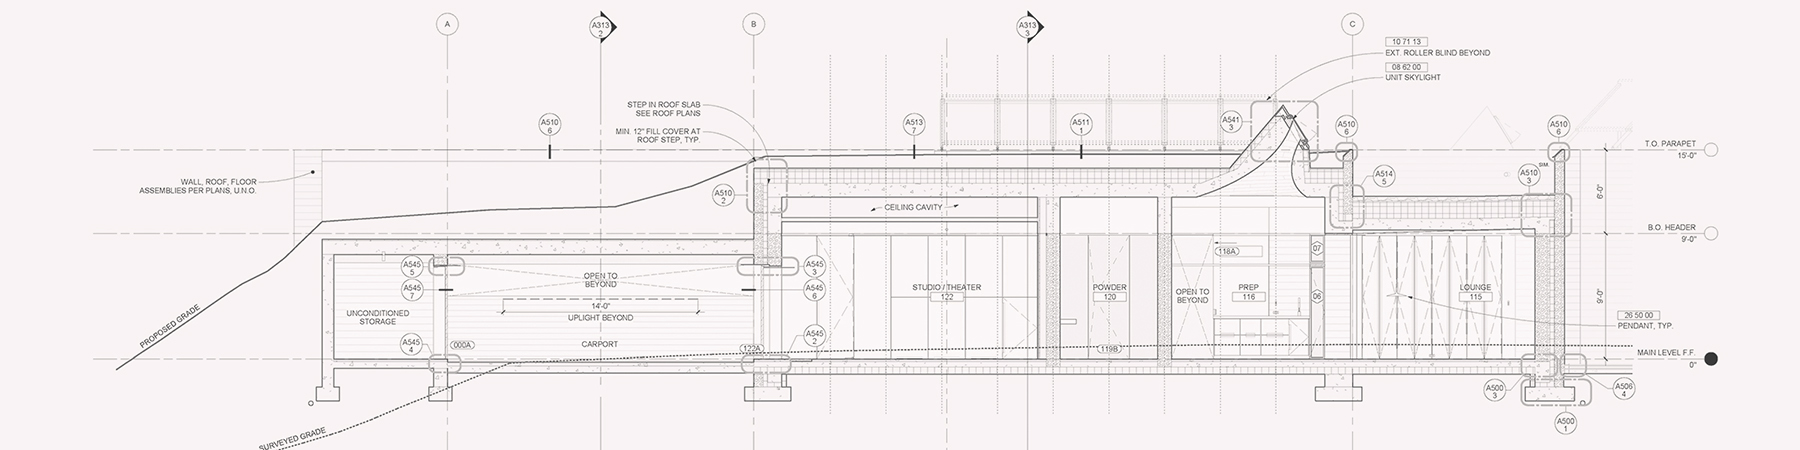 A
A313
2
B
A313
3
C
10 71 13
EXT. ROLLER BLIND BEYOND
08 62 00
UNIT SKYLIGHT
STEP IN ROOF SLAB
SEE ROOF PLANS
MIN. 12" FILL COVER AT
ROOF STEP, TYP.
A510
6
A513
7
A511
1
A541
3
A510
6
A510
6
T.O. PARAPET
15'-0"
WALL, ROOF, FLOOR
ASSEMBLIES PER PLANS, U.N.O.
A510
2
CEILING CAVITY
A514
5
A510
3
SIM.
6'-0"
B.O. HEADER
9'-0"
A545
5
A545
7
OPEN TO
BEYOND
14'-0"
UPLIGHT BEYOND
A545
3
A545
6
STUDIO / THEATER
122
POWDER
120
OPEN TO
BEYOND
118A
PREP
116
07
06
LOUNGE
115
9'-0"
26 50 00
PENDANT, TYP.
PROPOSED GRADE
UNCONDITIONED
STORAGE
A545
4
000A
CARPORT
122A
A545
2
119B
MAIN LEVEL F.F.
0"
A500
3
A506
4
A500
1
SURVEYED GRADE